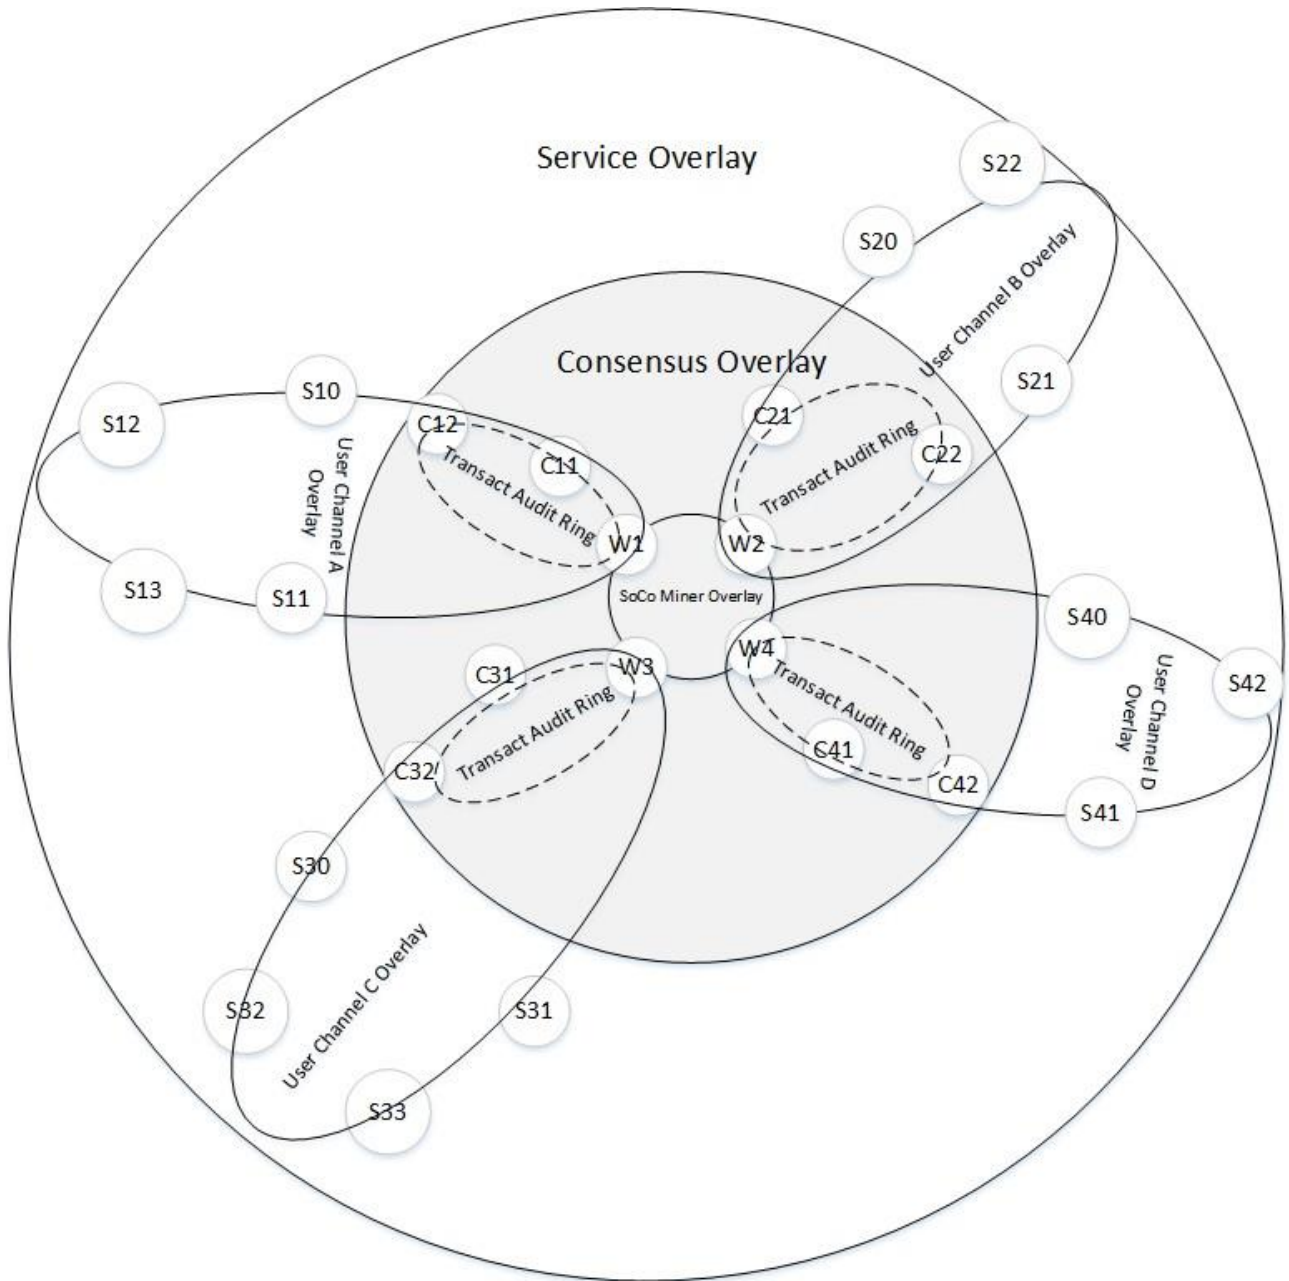 Service Overlay
S22
S20
User Channel B Overlay
Consensus Overlay
S21
S10
S12
C12
C21
User Channel A
Overlay
Transact Audit Ring
C11
Transact Audit Ring
C22
S13
S11
W1
W2
SoCo Miner Overlay
S40
W4
W3
C31
Transact Audit Ring
Transact Audit Ring
S42
User Channel D
Overlay
C32
C41
C42
S41
S30
User Channel C Overlay
S32
S31
S33